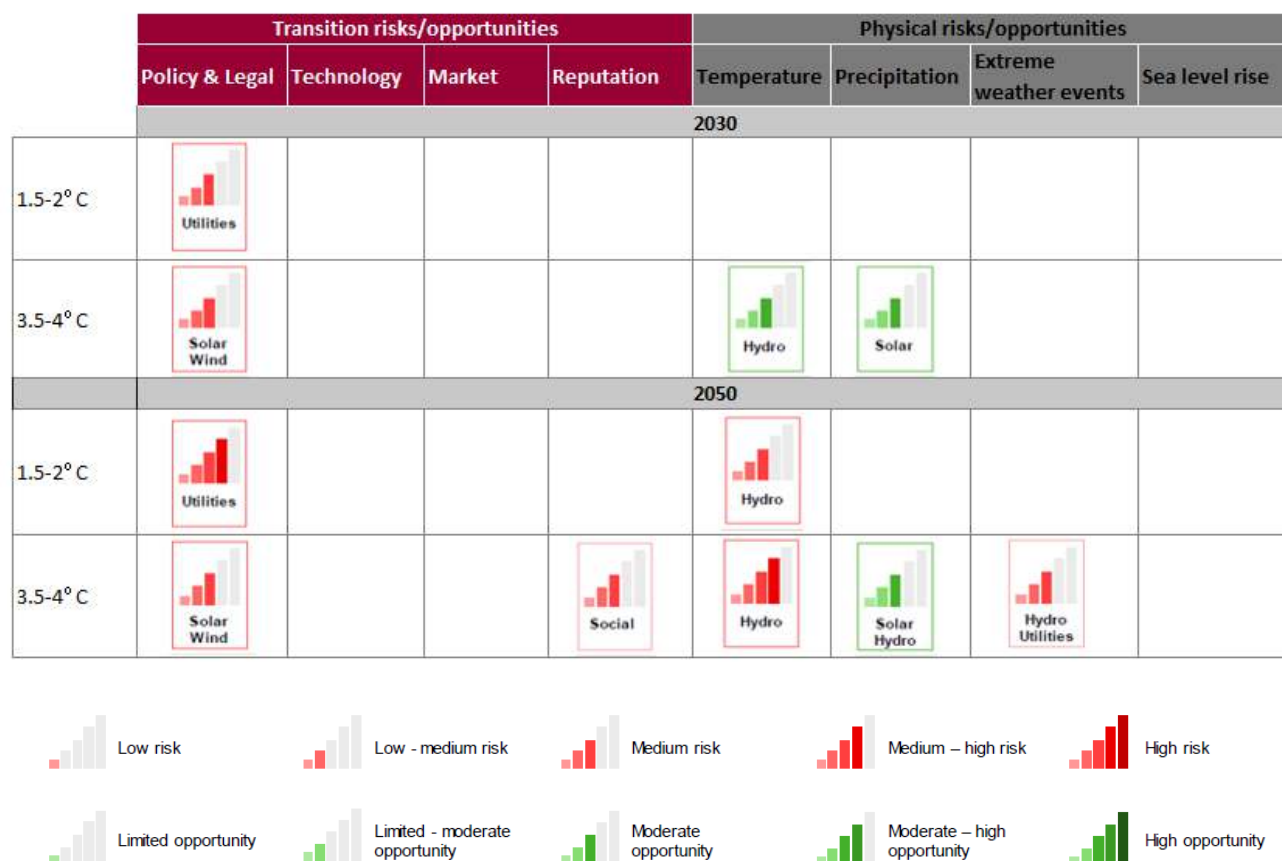 Transition risks/opportunities Physical risks/opportunities
Policy & Legal Technology Market Reputation Temperature Precipitation Extreme weather events Sea level rise
2030
1.5-2° C
Utilities
3.5-4° C
Solar Wind
Hydro
Solar
2050
1.5-2° C
Utilities
Hydro
3.5-4° C
Solar Wind
Social
Hydro
Solar Hydro
Hydro Utilities
Low risk
Low - medium risk
Medium risk
Medium – high risk
High risk
Limited opportunity
Limited - moderate opportunity
Moderate opportunity
Moderate – high opportunity
High opportunity